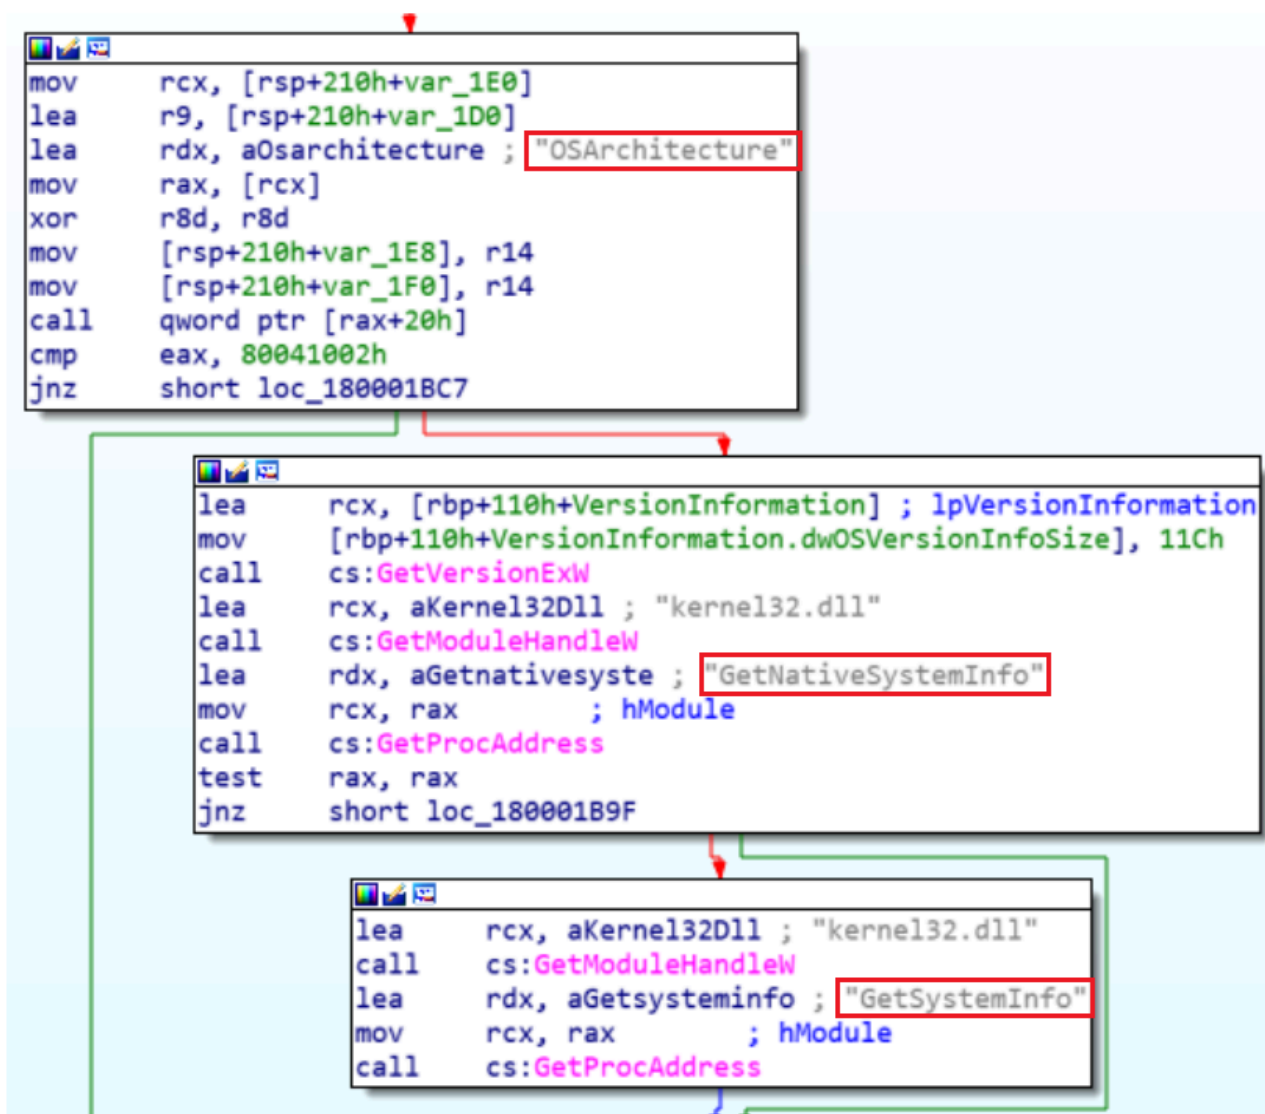 mov rcx, [rsp+210h+var_1E0]
lea r9, [rsp+210h+var_1D0]
lea rdx, aOsarchitecture ; "OSArchitecture"
mov rax, [rcx]
xor r8d, r8d
mov [rsp+210h+var_1E8], r14
mov [rsp+210h+var_1F0], r14
call qword ptr [rax+20h]
cmp eax, 80041002h
jnz short loc_180001BC7
lea rcx, [rbp+110h+VersionInformation] ; lpVersionInformation
mov [rbp+110h+VersionInformation.dwOSVersionInfoSize], 11Ch
call cs:GetVersionExW
lea rcx, aKernel32Dll ; "kernel32.dll"
call cs:GetModuleHandleW
lea rdx, aGetnativesyste ; "GetNativeSystemInfo"
mov rcx, rax ; hModule
call cs:GetProcAddress
test rax, rax
jnz short loc_180001B9F
lea rcx, aKernel32Dll ; "kernel32.dll"
call cs:GetModuleHandleW
lea rdx, aGetsysteminfo ; "GetSystemInfo"
mov rcx, rax ; hModule
call cs:GetProcAddress